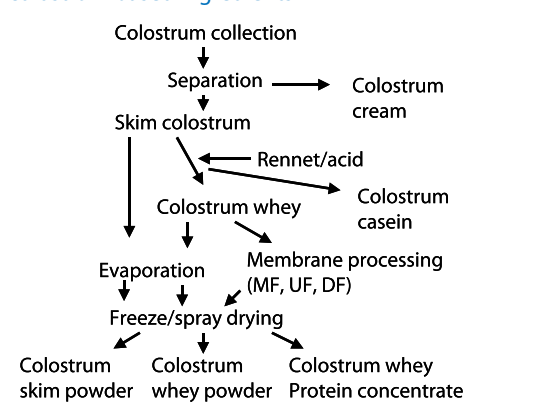 Colostrum collection
Separation
Colostrum
cream
Skim colostrum
Rennet/acid
Colostrum
casein
Colostrum whey
Membrane processing
(MF, UF, DF)
Evaporation
Freeze/spray drying
Colostrum
skim powder
Colostrum
whey powder
Colostrum whey
Protein concentrate